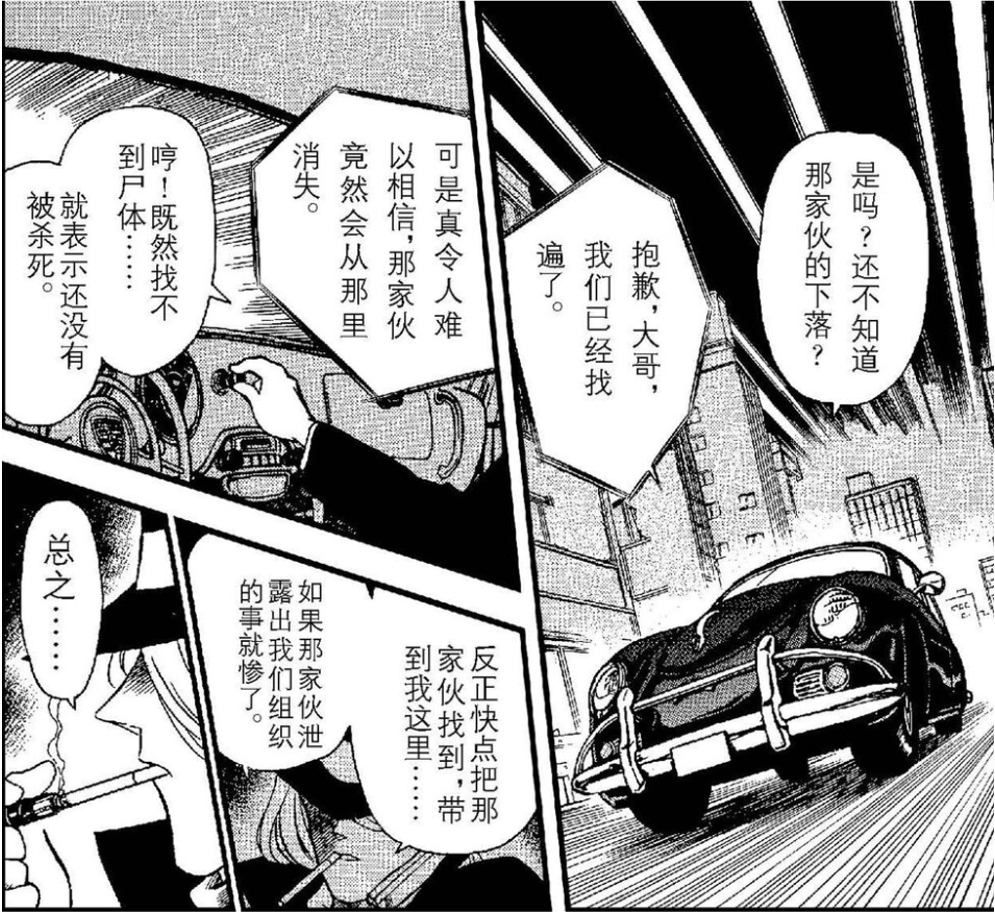 是吗？还不知道
那家伙的下落？
抱歉，大哥，
我们已经找
遍了。
可是真令人难
以相信，那家伙
竟然会从那里
消失。
哼！既然找不
到尸体……
就表示还没有
被杀死。
反正快点把那
家伙找到，带
到我这里……
如果那家伙泄
露出我们组织
的事就惨了。
总之……